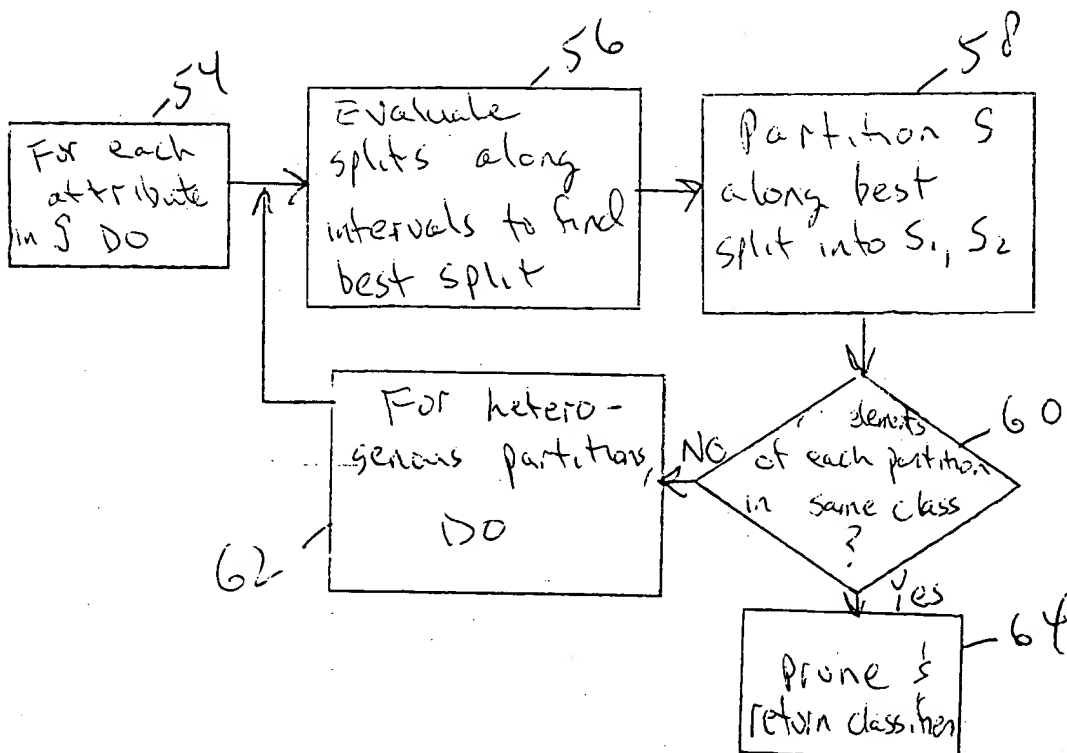 54
For each
attribute
in S DO
56
Evaluate
splits along
intervals to find
best split
58
Partition S
along best
split into S1, S2
60
elements
of each partition
in same class
?
NO
Yes
For hetero-
genous partitions,
DO
62
64
Prune &
return classifier